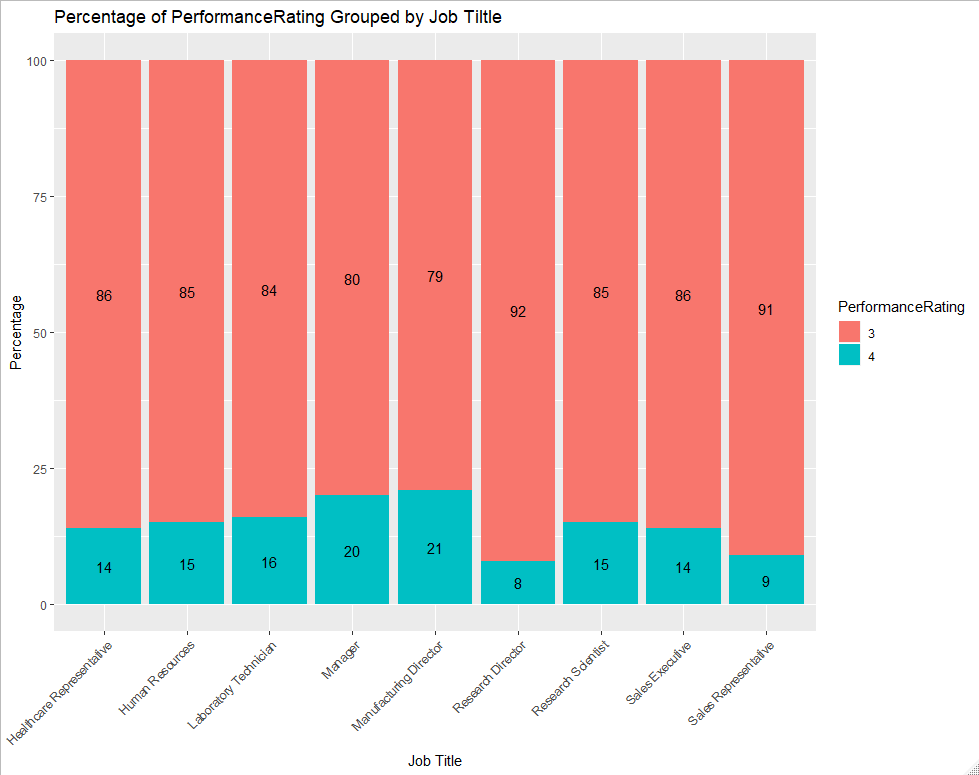 Percentage of PerformanceRating Grouped by Job Tiltle
100
75
50
25
0
Percentage
86 85 84 80 79 92 85 86 91
14 15 16 20 21 8 15 14 9
Healthcare Representative
Human Resources
Laboratory Technician
Manager
Manufacturing Director
Research Director
Research Scientist
Sales Executive
Sales Representative
Job Title
PerformanceRating
3
4